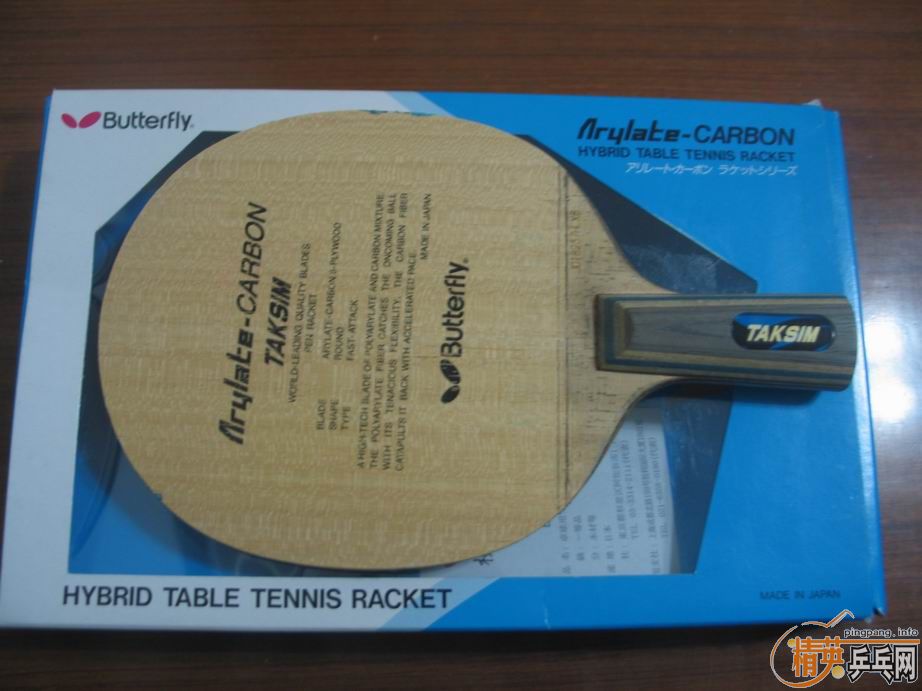 Butterfly.
Arylate-CARBON
HYBRID TABLE TENNIS RACKET
アリレートカーボン ラケットシリーズ
Arylate-CARBON
TAKSIM
WORLD-LEADING QUALITY BLADES
PEN RACKET
BLADE ARYLATE-CARBON,5-PLYWOOD
SHAPE ROUND
TYPE FAST ATTACK
A HIGH-TECH BLADE OF POLYARYLATE AND CARBON MIXTURE
THE POLYARYLATE FIBER CATCHES THE ONCOMING BALL
WITH ITS TENACIOUS FLEXIBILITY, THE CARBON FIBER
CATAPULTS IT BACK WITH ACCELERATED PACE
MADE IN JAPAN
Butterfly.
TAKSIM
HYBRID TABLE TENNIS RACKET
MADE IN JAPAN
pingpang.info
精英乒乓网